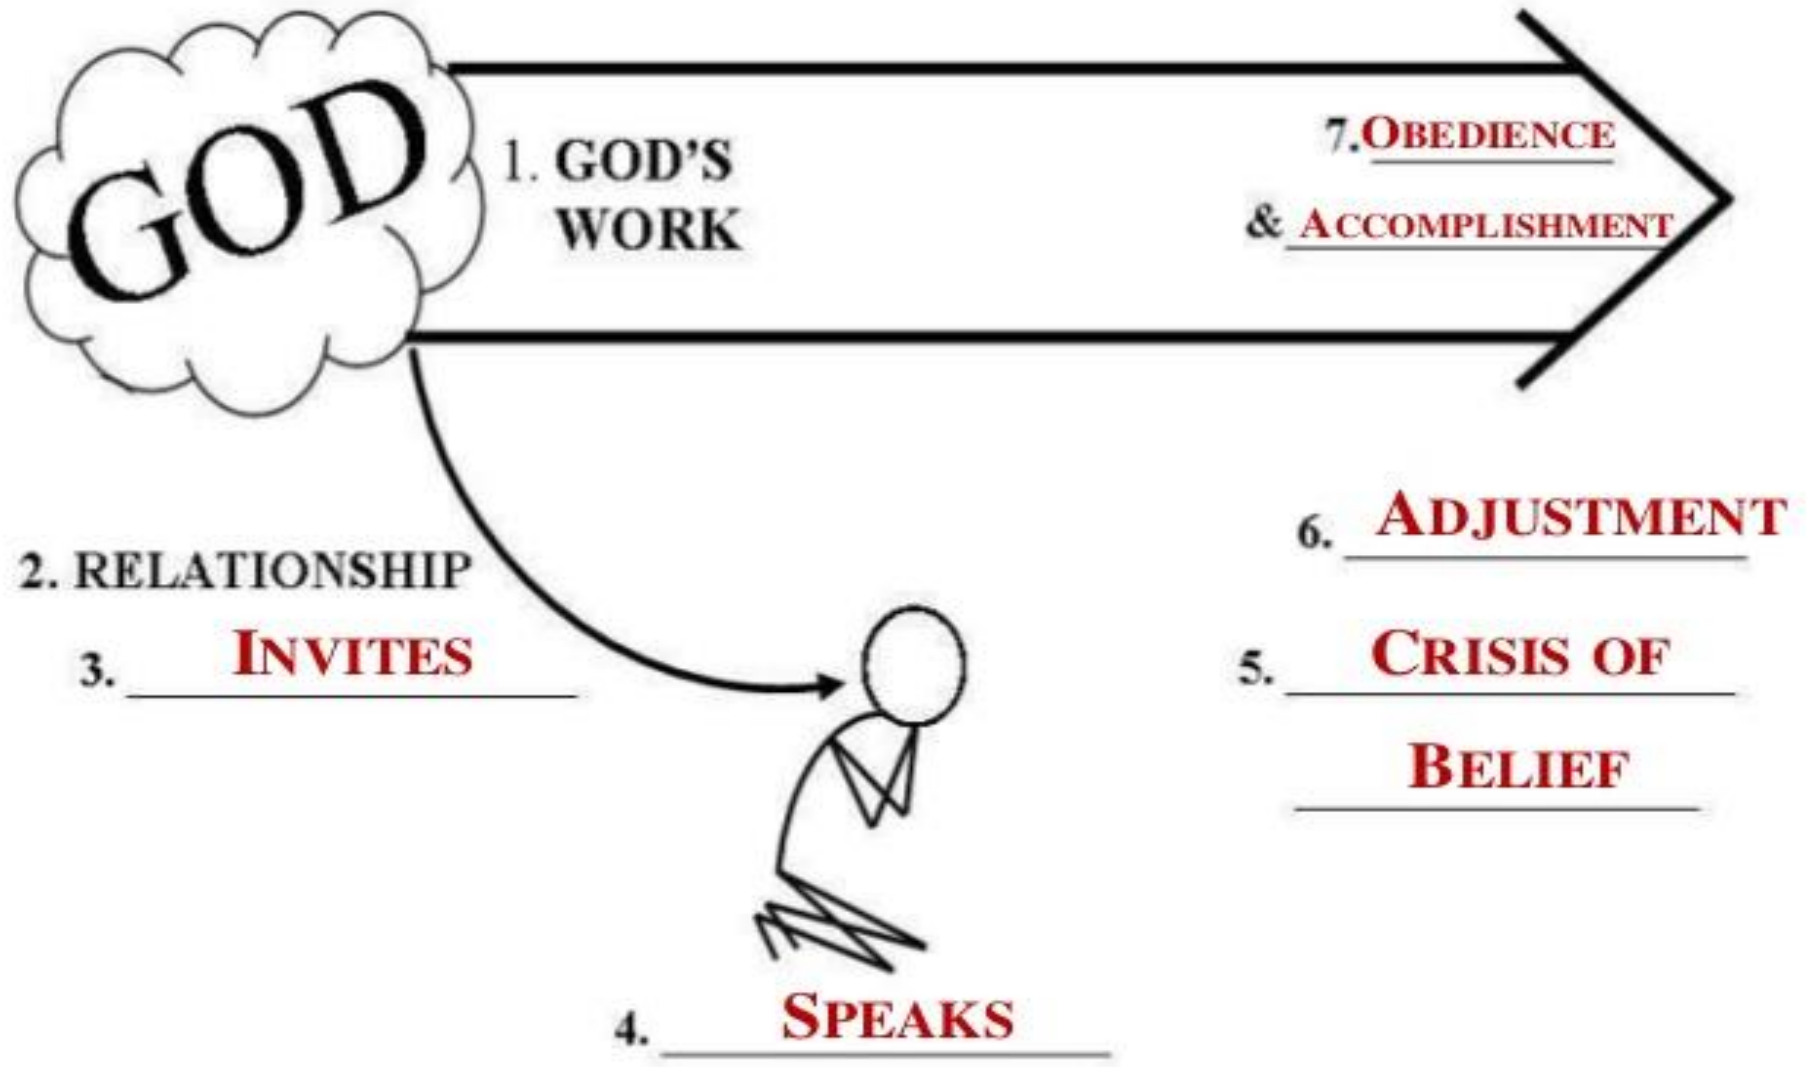 GOD
1. GOD'S
WORK
7. OBEDIENCE
& ACCOMPLISHMENT
2. RELATIONSHIP
3. INVITES
4. SPEAKS
5. CRISIS OF
BELIEF
6. ADJUSTMENT